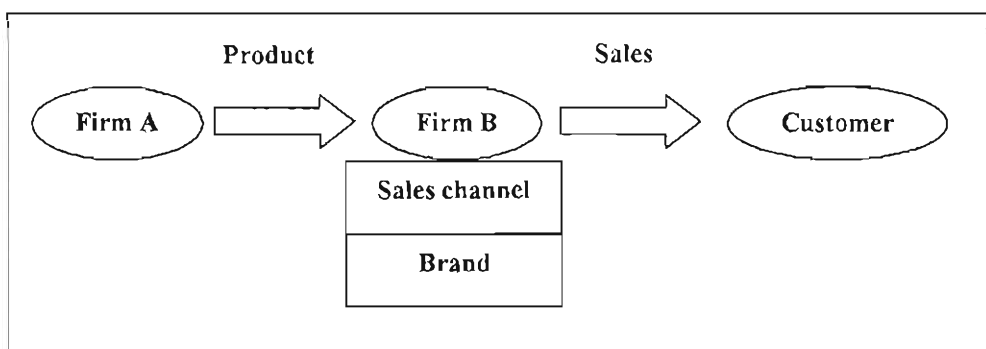 Product
Sales
Firm A
Firm B
Customer
Sales channel
Brand